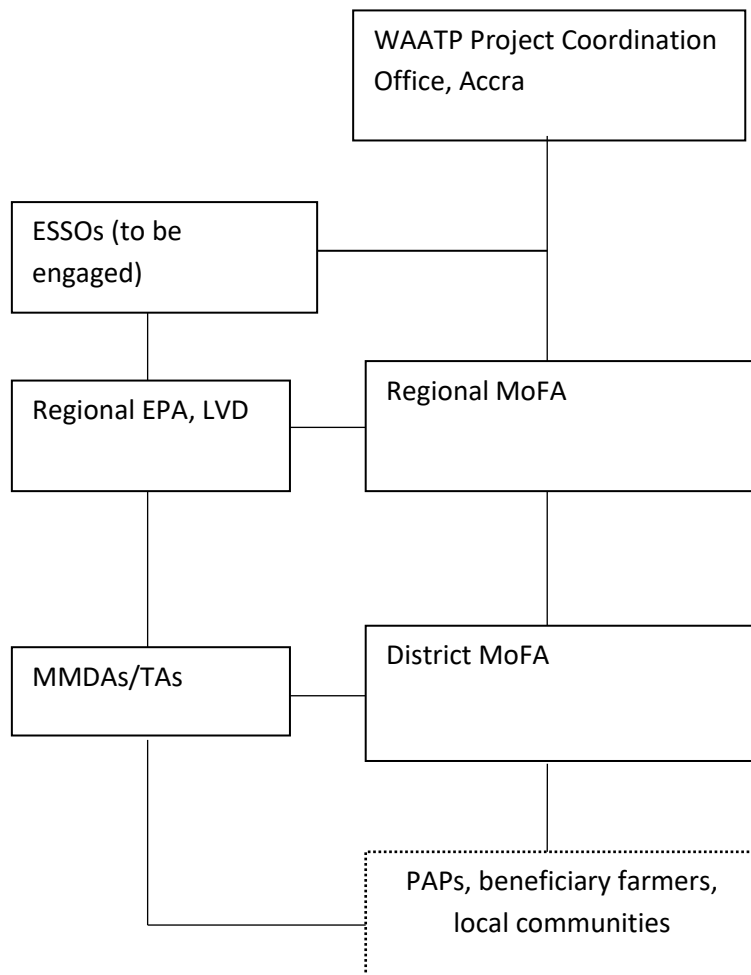 WAATP Project Coordination
Office, Accra
ESSOs (to be
engaged)
Regional EPA, LVD
Regional MoFA
MMDAs/TAs
District MoFA
PAPs, beneficiary farmers,
local communities